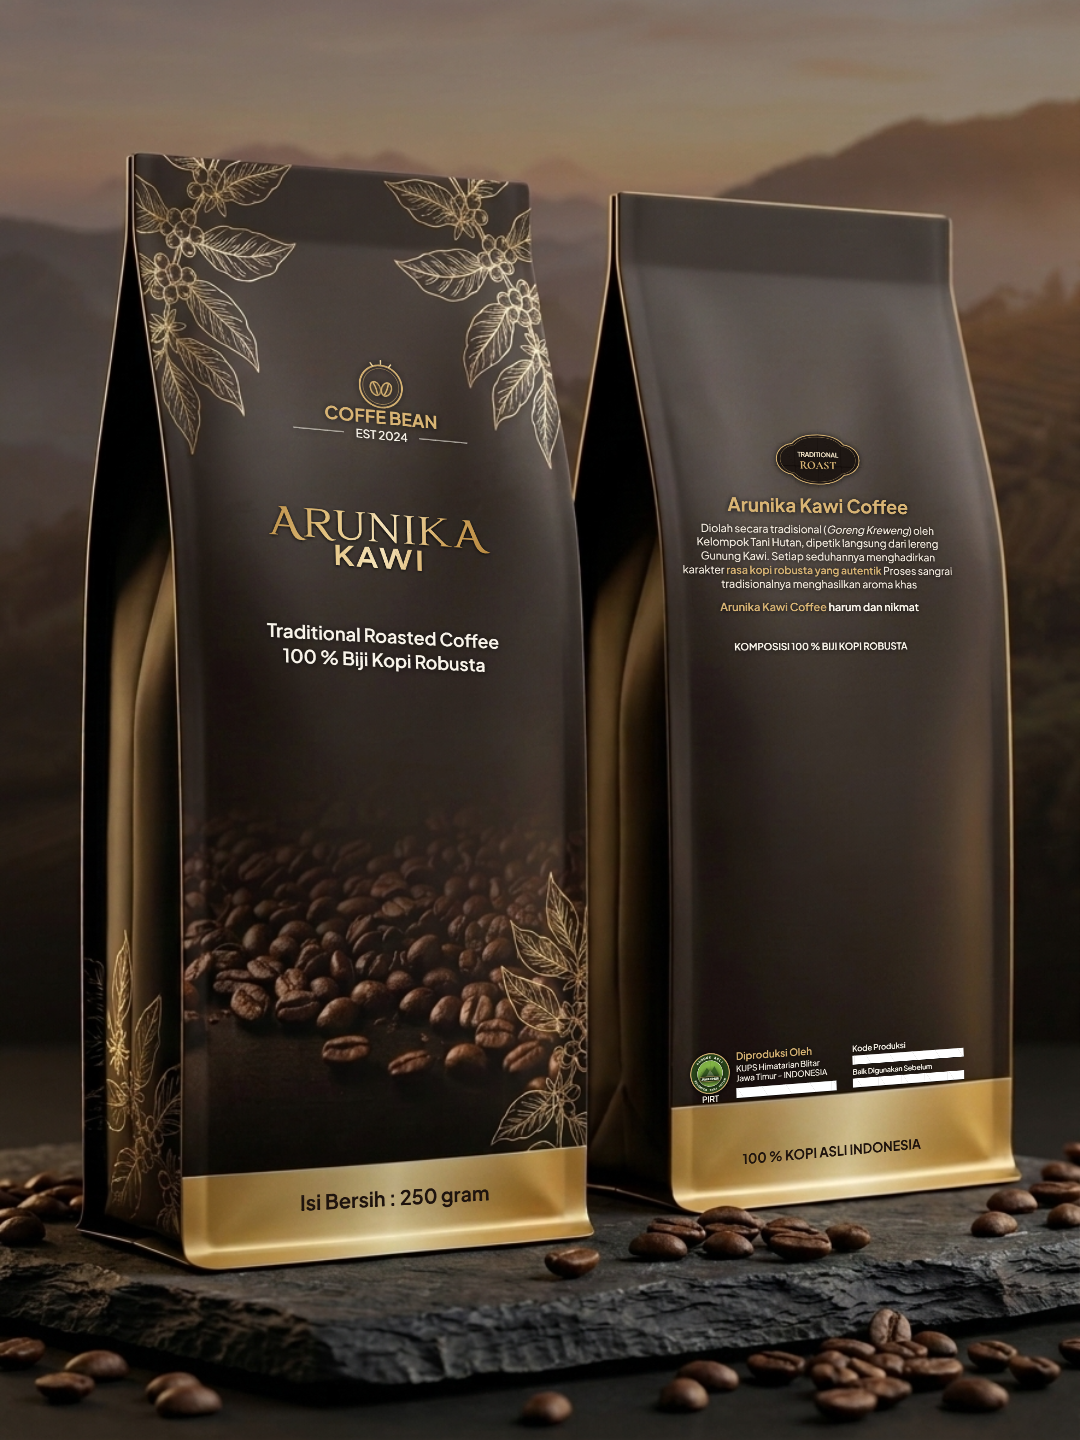 COFFE BEAN
EST 2024
ARUNIKA
KAWI
Traditional Roasted Coffee
100 % Biji Kopi Robusta
Isi Bersih : 250 gram
TRADITIONAL
ROAST
Arunika Kawi Coffee
Diolah secara tradisional (Goreng Kreweng) oleh
Kelompok Tani Hutan, dipetik langsung dari lereng
Gunung Kawi. Setiap seduhannya menghadirkan
karakter rasa kopi robusta yang autentik Proses sangrai
tradisionalnya menghasilkan aroma khas
Arunika Kawi Coffee harum dan nikmat
KOMPOSISI 100 % BIJI KOPI ROBUSTA
PIRT
Diproduksi Oleh
KUPS Himatarian Blitar
Jawa Timur - INDONESIA
Kode Produksi
Baik Digunakan Sebelum
100 % KOPI ASLI INDONESIA